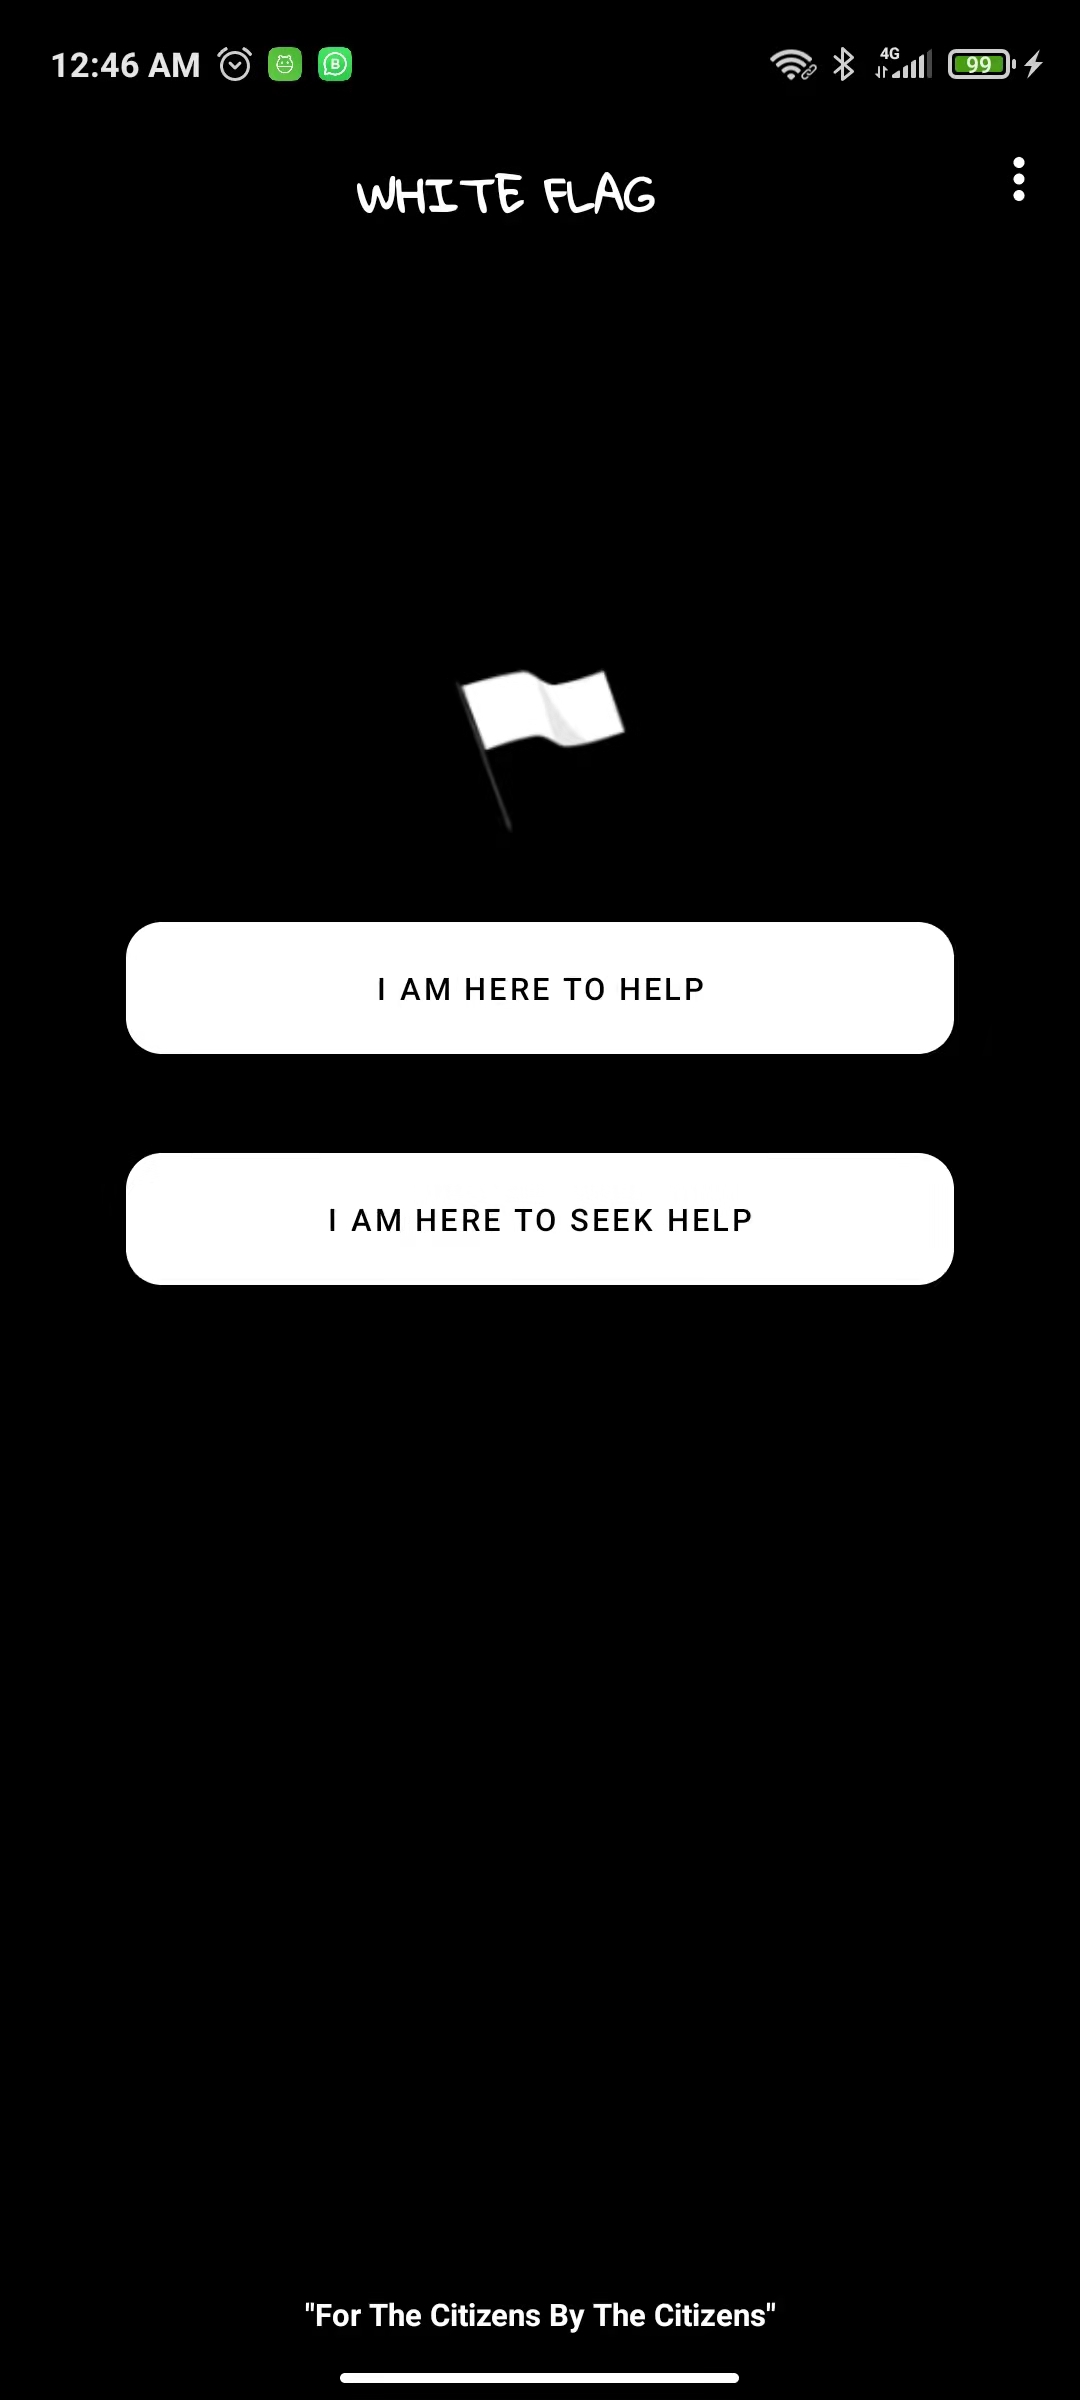 12:46 AM
4G
99
WHITE FLAG
I AM HERE TO HELP
I AM HERE TO SEEK HELP
"For The Citizens By The Citizens"